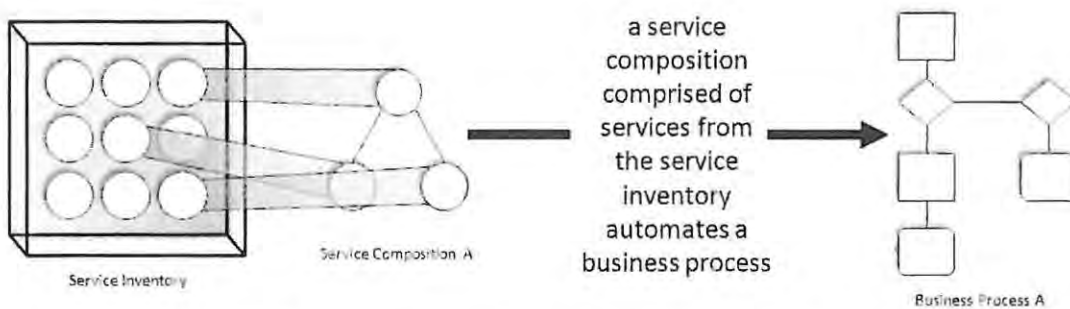 a service
composition
comprised of
services from
the service
inventory
automates a
business process
Service Composition A
Service Inventory
Business Process A